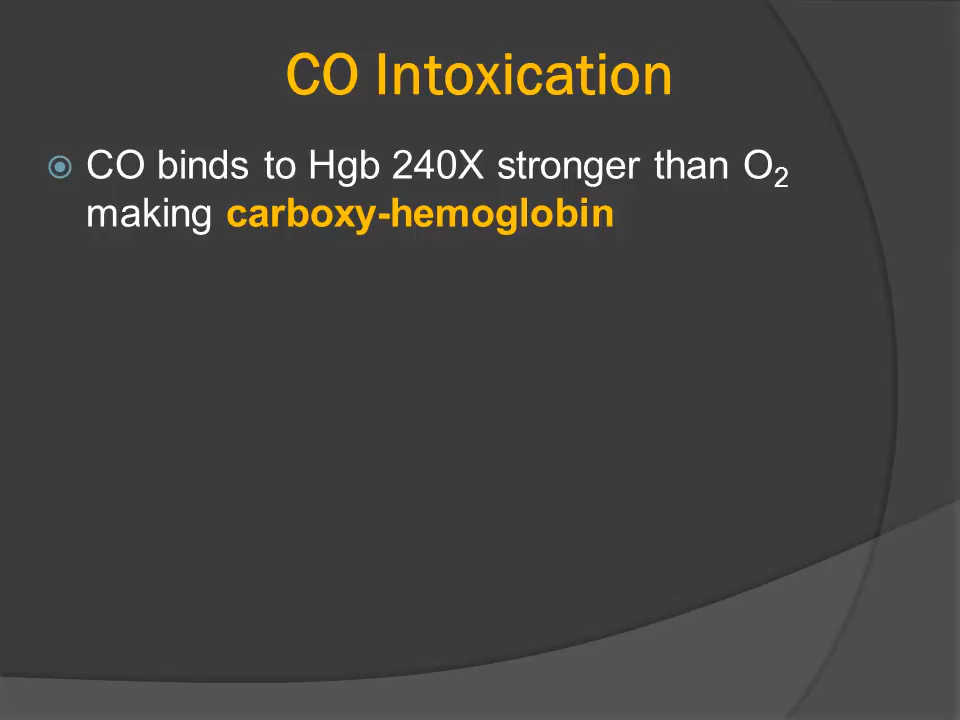 CO Intoxication
CO binds to Hgb 240X stronger than O₂
making carboxy-hemoglobin